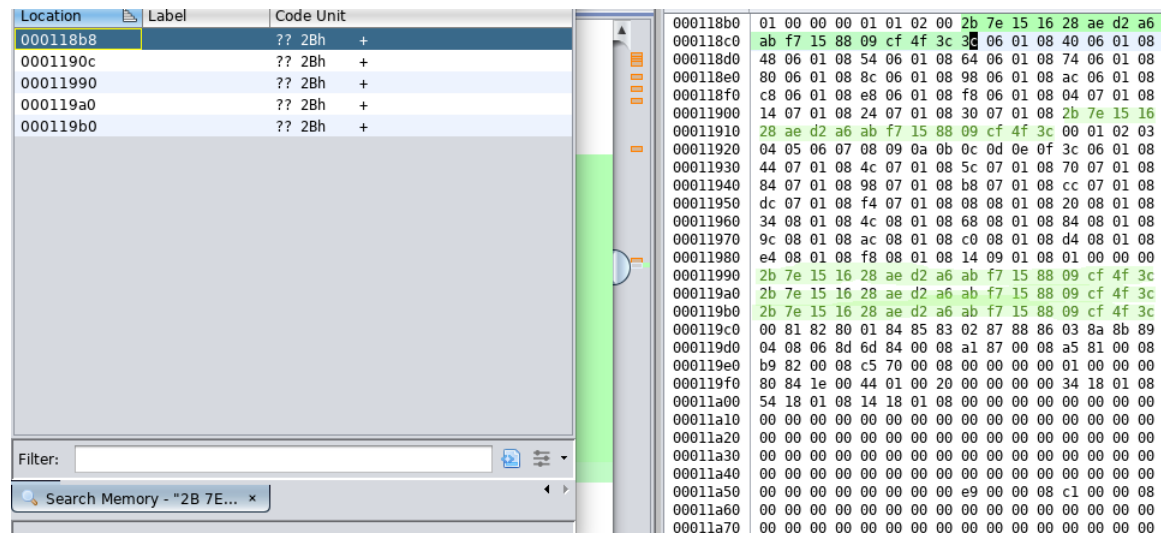 Location Label Code Unit
000118b8 ?? 2Bh +
0001190c ?? 2Bh +
00011990 ?? 2Bh +
000119a0 ?? 2Bh +
000119b0 ?? 2Bh +
Filter:
Search Memory - "2B 7E... ×
000118b0 01 00 00 00 01 01 02 00 2b 7e 15 16 28 ae d2 a6
000118c0 ab f7 15 88 09 cf 4f 3c 3c 06 01 08 40 06 01 08
000118d0 48 06 01 08 54 06 01 08 64 06 01 08 74 06 01 08
000118e0 80 06 01 08 8c 06 01 08 98 06 01 08 ac 06 01 08
000118f0 c8 06 01 08 e8 06 01 08 f8 06 01 08 04 07 01 08
00011900 14 07 01 08 24 07 01 08 30 07 01 08 2b 7e 15 16
00011910 28 ae d2 a6 ab f7 15 88 09 cf 4f 3c 00 01 02 03
00011920 04 05 06 07 08 09 0a 0b 0c 0d 0e 0f 3c 06 01 08
00011930 44 07 01 08 4c 07 01 08 5c 07 01 08 70 07 01 08
00011940 84 07 01 08 98 07 01 08 b8 07 01 08 cc 07 01 08
00011950 dc 07 01 08 f4 07 01 08 08 08 01 08 20 08 01 08
00011960 34 08 01 08 4c 08 01 08 68 08 01 08 84 08 01 08
00011970 9c 08 01 08 ac 08 01 08 c0 08 01 08 d4 08 01 08
00011980 e4 08 01 08 f8 08 01 08 14 09 01 08 01 00 00 00
00011990 2b 7e 15 16 28 ae d2 a6 ab f7 15 88 09 cf 4f 3c
000119a0 2b 7e 15 16 28 ae d2 a6 ab f7 15 88 09 cf 4f 3c
000119b0 2b 7e 15 16 28 ae d2 a6 ab f7 15 88 09 cf 4f 3c
000119c0 00 81 82 80 01 84 85 83 02 87 88 86 03 8a 8b 89
000119d0 04 08 06 8d 6d 84 00 08 a1 87 00 08 a5 81 00 08
000119e0 b9 82 00 08 c5 70 00 08 00 00 00 00 01 00 00 00
000119f0 80 84 1e 00 44 01 00 20 00 00 00 00 34 18 01 08
00011a00 54 18 01 08 14 18 01 08 00 00 00 00 00 00 00 00
00011a10 00 00 00 00 00 00 00 00 00 00 00 00 00 00 00 00
00011a20 00 00 00 00 00 00 00 00 00 00 00 00 00 00 00 00
00011a30 00 00 00 00 00 00 00 00 00 00 00 00 00 00 00 00
00011a40 00 00 00 00 00 00 00 00 00 00 00 00 00 00 00 00
00011a50 00 00 00 00 00 00 00 00 e9 00 00 08 c1 00 00 08
00011a60 00 00 00 00 00 00 00 00 00 00 00 00 00 00 00 00
00011a70 00 00 00 00 00 00 00 00 00 00 00 00 00 00 00 00